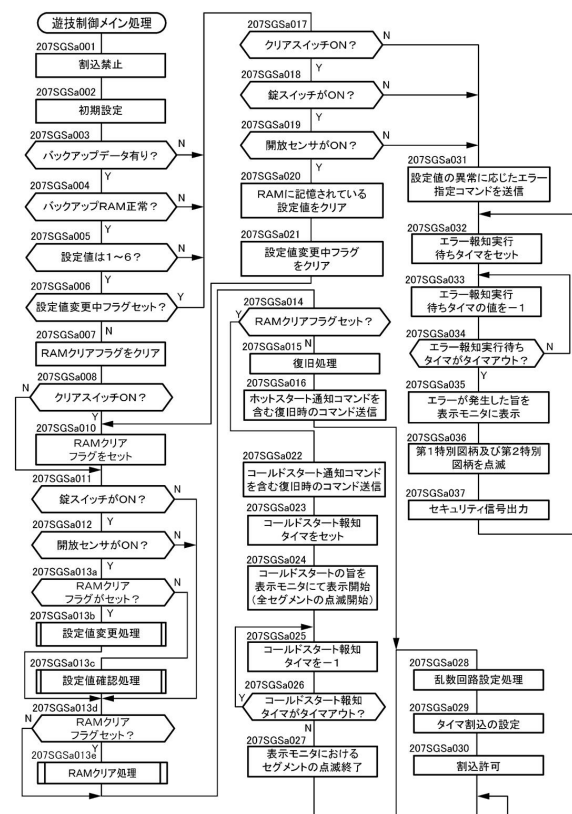 遊技制御メイン処理
207SGSa001
割込禁止
207SGSa002
初期設定
207SGSa003
バックアップデータ有り？
N
Y
207SGSa004
バックアップRAM正常？
N
Y
207SGSa005
設定値は1～6？
N
Y
207SGSa006
設定値変更中フラグセット？
Y
N
207SGSa007
RAMクリアフラグをクリア
207SGSa008
N
クリアスイッチON？
Y
207SGSa010
RAMクリア
フラグをセット
207SGSa011
錠スイッチがON？
N
Y
207SGSa012
開放センサがON？
N
Y
207SGSa013a
RAMクリア
フラグがセット？
N
Y
207SGSa013b
設定値変更処理
207SGSa013c
設定値確認処理
207SGSa013d
N
RAMクリア
フラグセット？
Y
207SGSa013e
RAMクリア処理
207SGSa017
クリアスイッチON？
N
Y
207SGSa018
錠スイッチがON？
N
Y
207SGSa019
開放センサがON？
N
Y
207SGSa020
RAMに記憶されている
設定値をクリア
207SGSa021
設定値変更中フラグ
をクリア
207SGSa014
Y
RAMクリアフラグセット？
N
207SGSa015
復旧処理
207SGSa016
ホットスタート通知コマンドを
含む復旧時のコマンド送信
207SGSa022
コールドスタート通知コマンド
を含む復旧時のコマンド送信
207SGSa023
コールドスタート報知
タイマをセット
207SGSa024
コールドスタートの旨を
表示モニタにて表示開始
（全セグメントの点滅開始）
207SGSa025
コールドスタート報知
タイマを－1
207SGSa026
Y
コールドスタート報知
タイマがタイマアウト？
N
207SGSa027
表示モニタにおける
セグメントの点滅終了
207SGSa031
設定値の異常に応じたエラー
指定コマンドを送信
207SGSa032
エラー報知実行
待ちタイマをセット
207SGSa033
エラー報知実行
待ちタイマの値を－1
207SGSa034
エラー報知実行待ち
タイマがタイマアウト？
N
Y
207SGSa035
エラーが発生した旨を
表示モニタに表示
207SGSa036
第1特別図柄及び第2特別
図柄を点滅
207SGSa037
セキュリティ信号出力
207SGSa028
乱数回路設定処理
207SGSa029
タイマ割込の設定
207SGSa030
割込許可